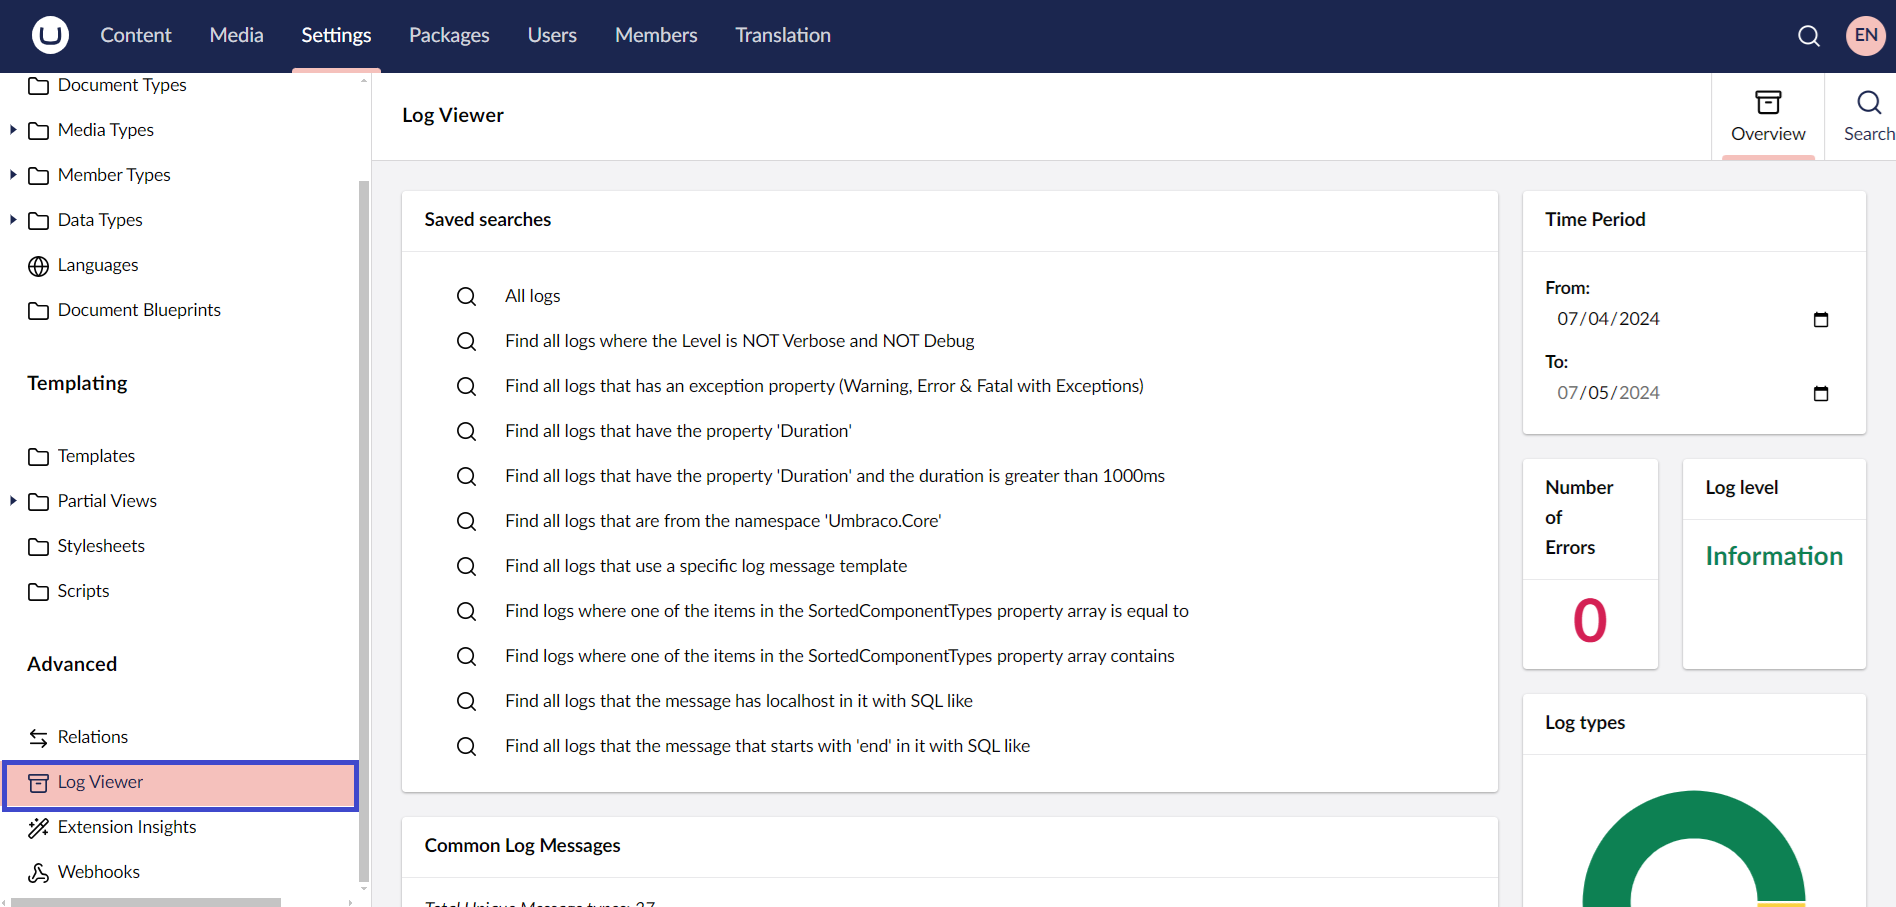 Content Media Settings Packages Users Members Translation EN
Document Types
Media Types
Member Types
Data Types
Languages
Document Blueprints
Templating
Templates
Partial Views
Stylesheets
Scripts
Advanced
Relations
Log Viewer
Extension Insights
Webhooks
Log Viewer
Overview
Search
Saved searches
All logs
Find all logs where the Level is NOT Verbose and NOT Debug
Find all logs that has an exception property (Warning, Error & Fatal with Exceptions)
Find all logs that have the property 'Duration'
Find all logs that have the property 'Duration' and the duration is greater than 1000ms
Find all logs that are from the namespace 'Umbraco.Core'
Find all logs that use a specific log message template
Find logs where one of the items in the SortedComponentTypes property array is equal to
Find logs where one of the items in the SortedComponentTypes property array contains
Find all logs that the message has localhost in it with SQL like
Find all logs that the message that starts with 'end' in it with SQL like
Common Log Messages
Total Unique Message types: 27
Time Period
From:
07/04/2024
To:
07/05/2024
Number
of
Errors
0
Log level
Information
Log types